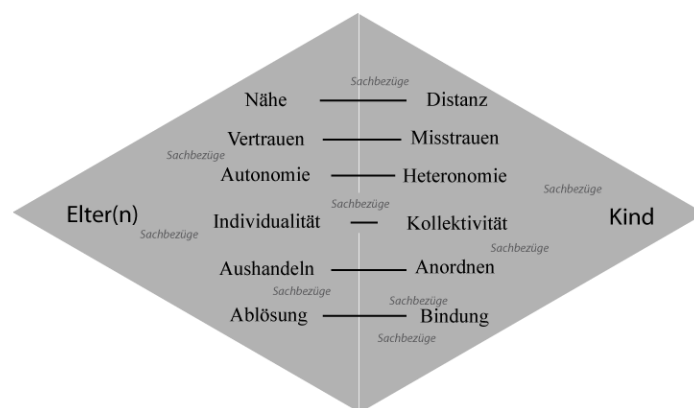 Sachbezüge
Nähe Distanz
Vertrauen Misstrauen
Sachbezüge
Autonomie Heteronomie
Sachbezüge
Sachbezüge
Elter(n) Individualität Kollektivität Kind
Sachbezüge
Sachbezüge
Aushandeln Anordnen
Sachbezüge
Sachbezüge
Ablösung Bindung
Sachbezüge